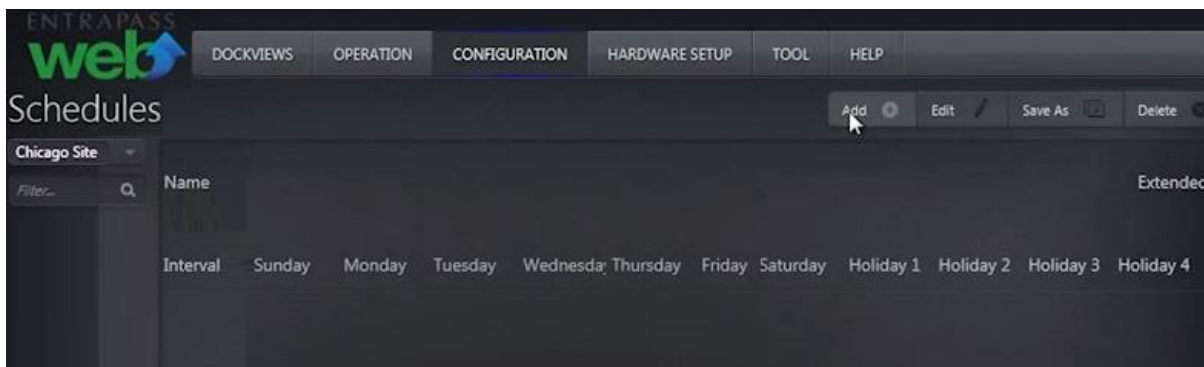 ENTRAPASS
web
DOCKVIEWS OPERATION CONFIGURATION HARDWARE SETUP TOOL HELP
Schedules
Add Edit Save As Delete
Chicago Site
Filter...
Name Extended
Interval Sunday Monday Tuesday Wednesday Thursday Friday Saturday Holiday 1 Holiday 2 Holiday 3 Holiday 4